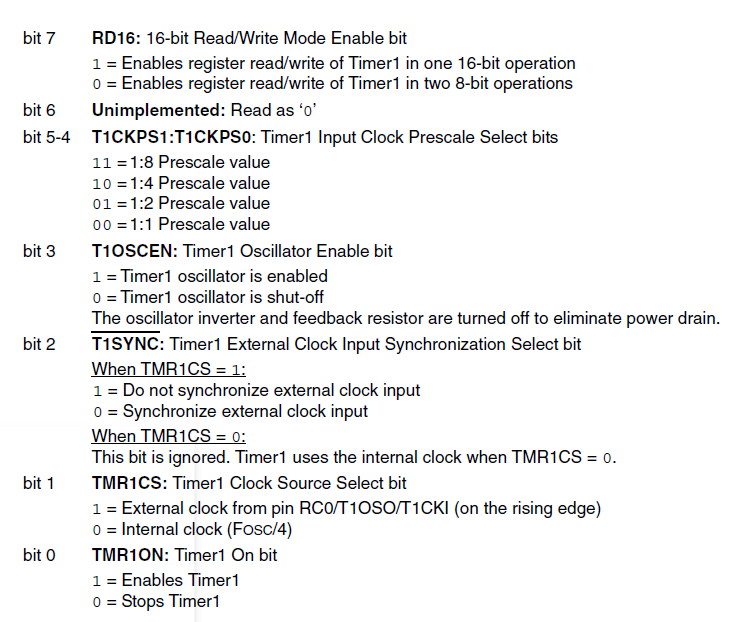 bit 7 RD16: 16-bit Read/Write Mode Enable bit
1 = Enables register read/write of Timer1 in one 16-bit operation
0 = Enables register read/write of Timer1 in two 8-bit operations
bit 6 Unimplemented: Read as ‘0’
bit 5-4 T1CKPS1:T1CKPS0: Timer1 Input Clock Prescale Select bits
11 =1:8 Prescale value
10 =1:4 Prescale value
01 =1:2 Prescale value
00 =1:1 Prescale value
bit 3 T1OSCEN: Timer1 Oscillator Enable bit
1 = Timer1 oscillator is enabled
0 = Timer1 oscillator is shut-off
The oscillator inverter and feedback resistor are turned off to eliminate power drain.
bit 2 T1SYNC: Timer1 External Clock Input Synchronization Select bit
When TMR1CS = 1:
1 = Do not synchronize external clock input
0 = Synchronize external clock input
When TMR1CS = 0:
This bit is ignored. Timer1 uses the internal clock when TMR1CS = 0.
bit 1 TMR1CS: Timer1 Clock Source Select bit
1 = External clock from pin RC0/T1OSO/T1CKI (on the rising edge)
0 = Internal clock (FOSC/4)
bit 0 TMR1ON: Timer1 On bit
1 = Enables Timer1
0 = Stops Timer1